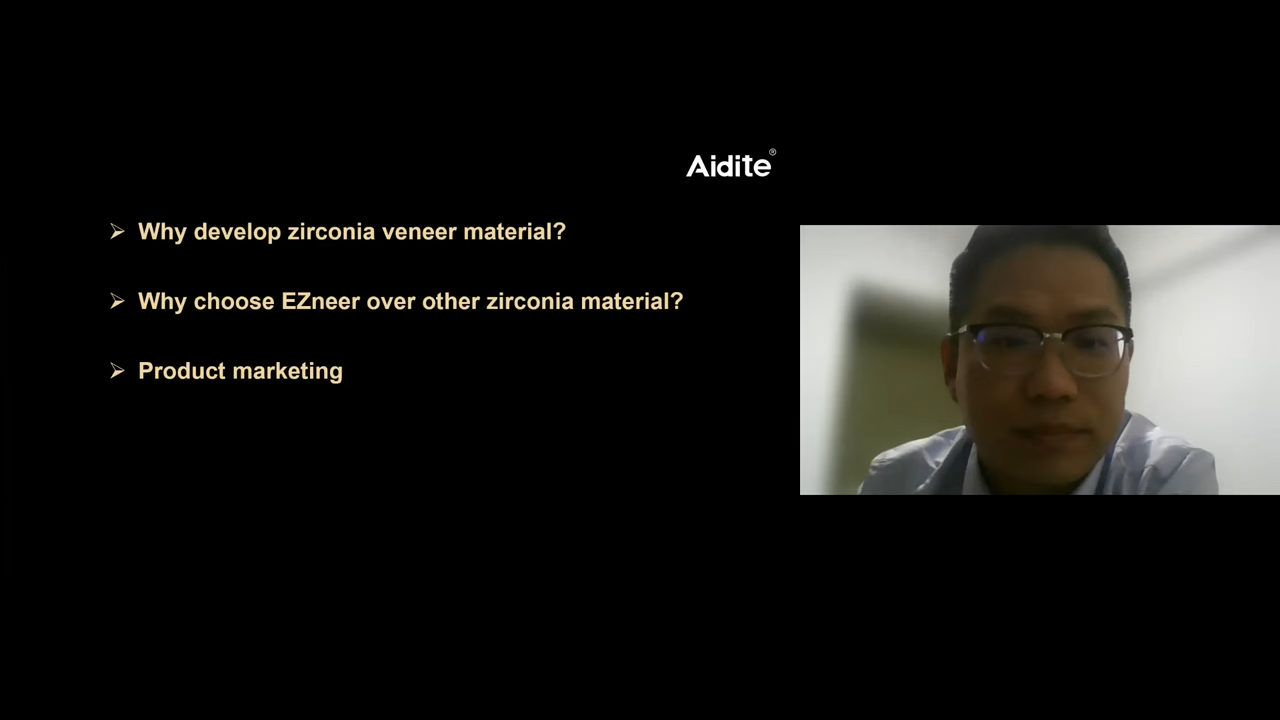 Aidite®
Why develop zirconia veneer material?
Why choose EZneer over other zirconia material?
Product marketing